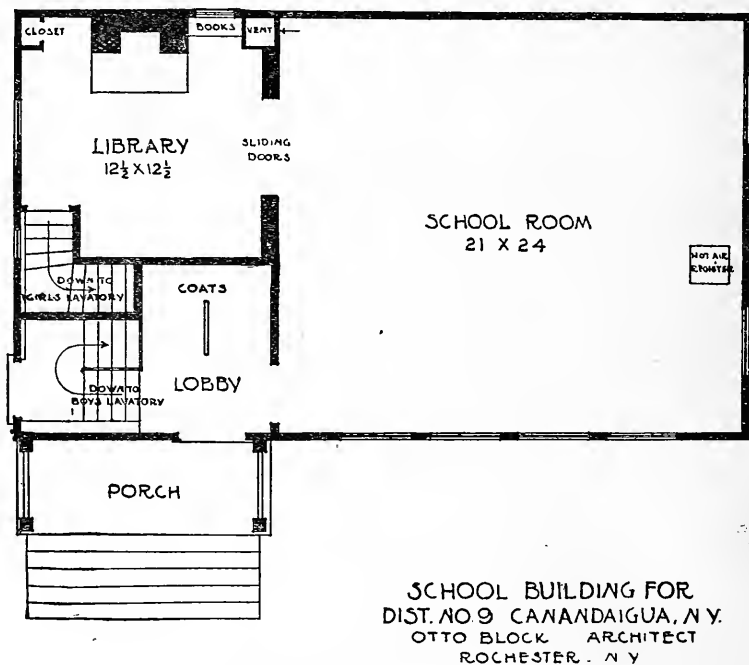 CLOSET
BOOKS
VENT
LIBRARY
12½ X 12½
SLIDING
DOORS
SCHOOL ROOM
21 X 24
HOT AIR
REGISTER
DOWN TO
GIRLS LAVATORY
COATS
LOBBY
DOWN TO
BOYS LAVATORY
PORCH
SCHOOL BUILDING FOR
DIST. NO. 9 CANANDAIGUA, N.Y.
OTTO BLOCK ARCHITECT
ROCHESTER. N Y